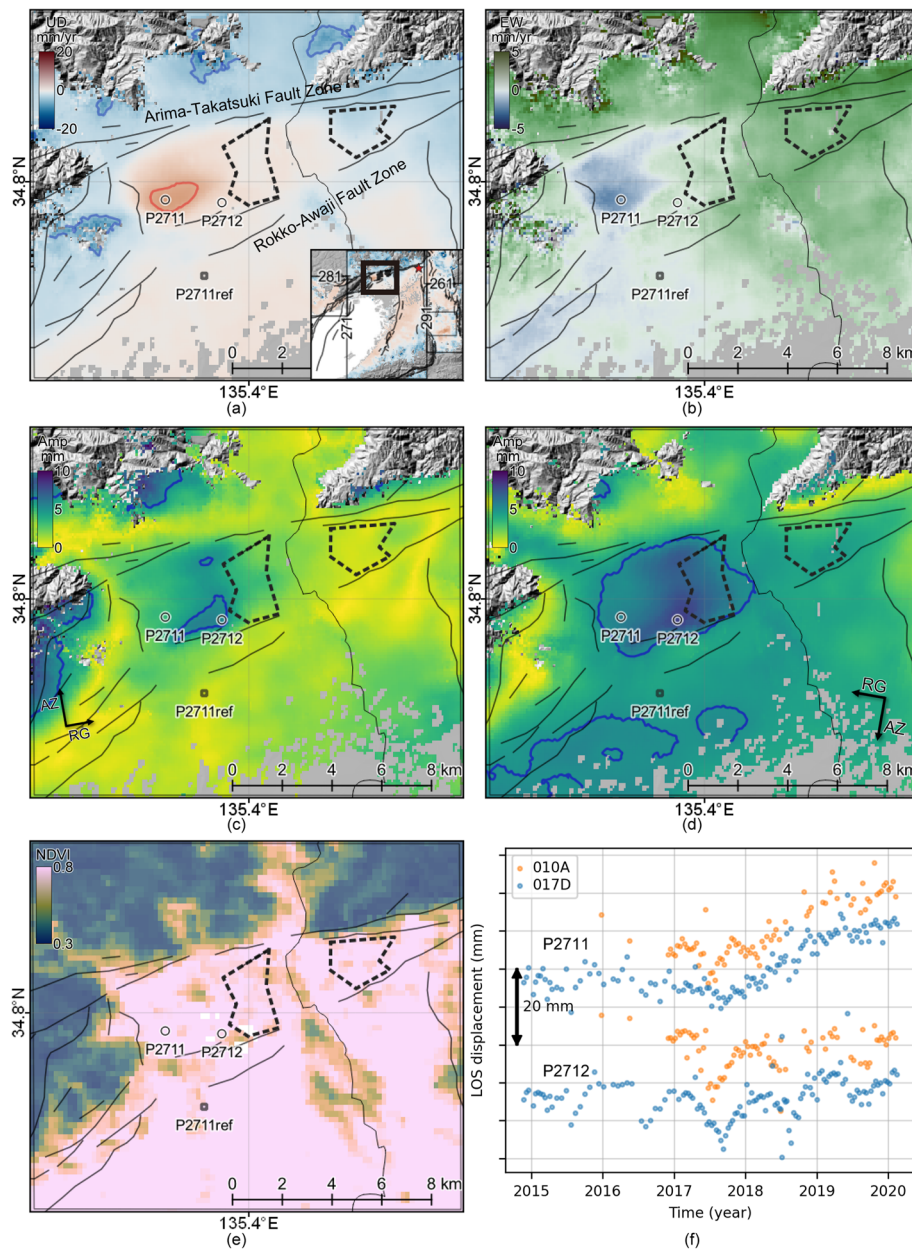 UD
mm/yr
20
0
-20
Arima-Takatsuki Fault Zone
Rokko-Awaji Fault Zone
34.8°N
P2711
P2712
P2711ref
281
261
271
291
0 2
135.4°E
(a)
EW
mm/yr
5
0
-5
34.8°N
P2711
P2712
P2711ref
0 2 4 6 8 km
135.4°E
(b)
Amp
mm
10
5
0
34.8°N
P2711
P2712
AZ
RG
P2711ref
0 2 4 6 8 km
135.4°E
(c)
Amp
mm
10
5
0
34.8°N
P2711
P2712
RG
AZ
P2711ref
0 2 4 6 8 km
135.4°E
(d)
NDVI
0.8
0.3
34.8°N
P2711
P2712
P2711ref
0 2 4 6 8 km
135.4°E
(e)
010A
017D
P2711
20 mm
P2712
LOS displacement (mm)
2015 2016 2017 2018 2019 2020
Time (year)
(f)